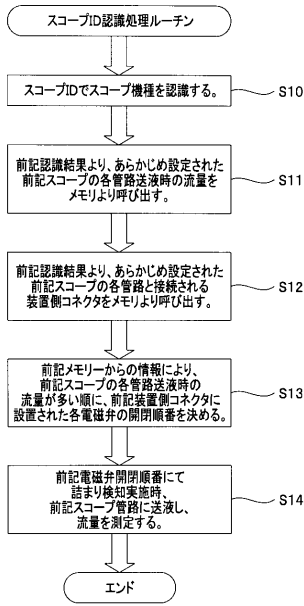 スコープID認識処理ルーチン
スコープIDでスコープ機種を認識する。
S10
前記認識結果より、あらかじめ設定された
前記スコープの各管路送液時の流量を
メモリより呼び出す。
S11
前記認識結果より、あらかじめ設定された
前記スコープの各管路と接続される
装置側コネクタをメモリより呼び出す。
S12
前記メモリーからの情報により、
前記スコープの各管路送液時の
流量が多い順に、前記装置側コネクタに
設置された各電磁弁の開閉順番を決める。
S13
前記電磁弁開閉順番にて
詰まり検知実施時、
前記スコープ管路に送液し、
流量を測定する。
S14
エンド